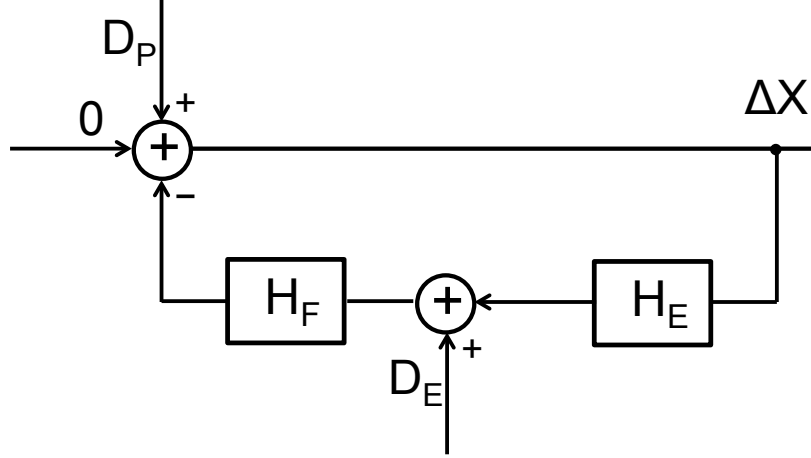 D_P
+
0
+
ΔX
−
H_F
+
H_E
D_E
+